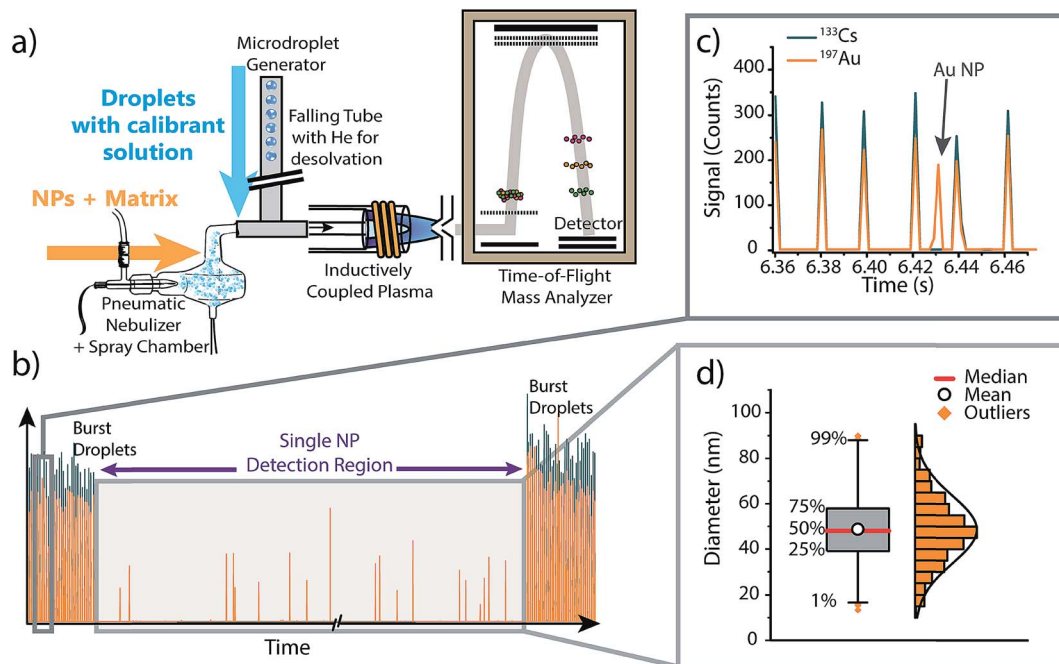 a)
Microdroplet
Generator
Droplets
with calibrant
solution
Falling Tube
with He for
desolvation
NPs + Matrix
Pneumatic
Nebulizer
+ Spray Chamber
Inductively
Coupled Plasma
Detector
Time-of-Flight
Mass Analyzer
b)
Burst
Droplets
Single NP
Detection Region
Burst
Droplets
Time
c)
¹³³Cs
¹⁹⁷Au
Au NP
400
300
200
100
0
Signal (Counts)
6.36 6.38 6.40 6.42 6.44 6.46
Time (s)
d)
Median
Mean
Outliers
100
80
60
40
20
0
Diameter (nm)
99%
75%
50%
25%
1%